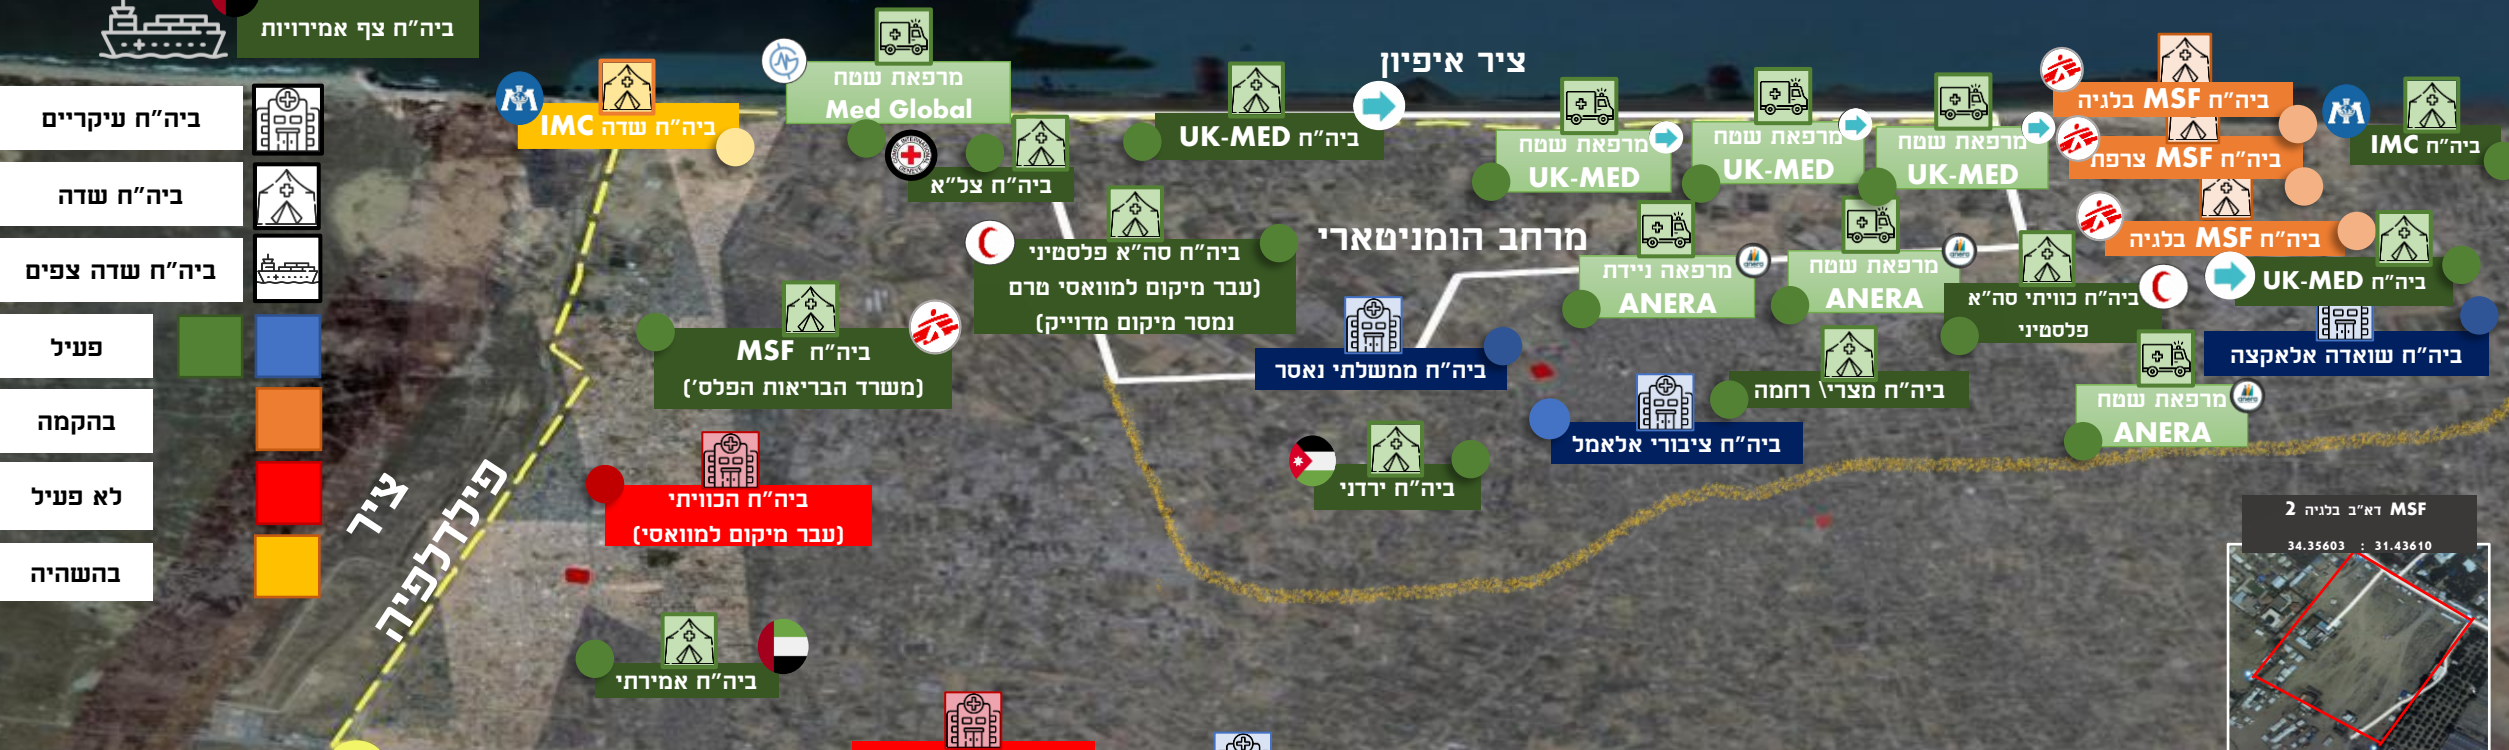 ביה"ח צף אמירויות
ביה"ח עיקריים
ביה"ח שדה
ביה"ח שדה צפים
פעיל
בהקמה
לא פעיל
בהשהיה
ציר
פילדלפיה
ביה"ח שדה IMC
מרפאת שטח
Med Global
ביה"ח צל"א
ביה"ח UK-MED
ציר איפיון
מרפאת שטח
UK-MED
מרפאת שטח
UK-MED
מרפאת שטח
UK-MED
ביה"ח MSF בלגיה
ביה"ח MSF צרפת
ביה"ח MSF בלגיה
ביה"ח IMC
ביה"ח UK-MED
ביה"ח שואדה אלאקצה
מרחב הומניטארי
ביה"ח סה"א פלסטיני
(עבר מיקום למוואסי טרם
נמסר מיקום מדוייק)
מרפאה ניידת
ANERA
מרפאת שטח
ANERA
ביה"ח כוויתי סה"א
פלסטיני
ביה"ח MSF
(משרד הבריאות הפלס')
ביה"ח ממשלתי נאסר
ביה"ח מצרי\ רחמה
מרפאת שטח
ANERA
ביה"ח ציבורי אלאמל
ביה"ח ירדני
ביה"ח הכוויתי
(עבר מיקום למוואסי)
ביה"ח אמירתי
MSF דא"ב בלגיה 2
34.35603 : 31.43610